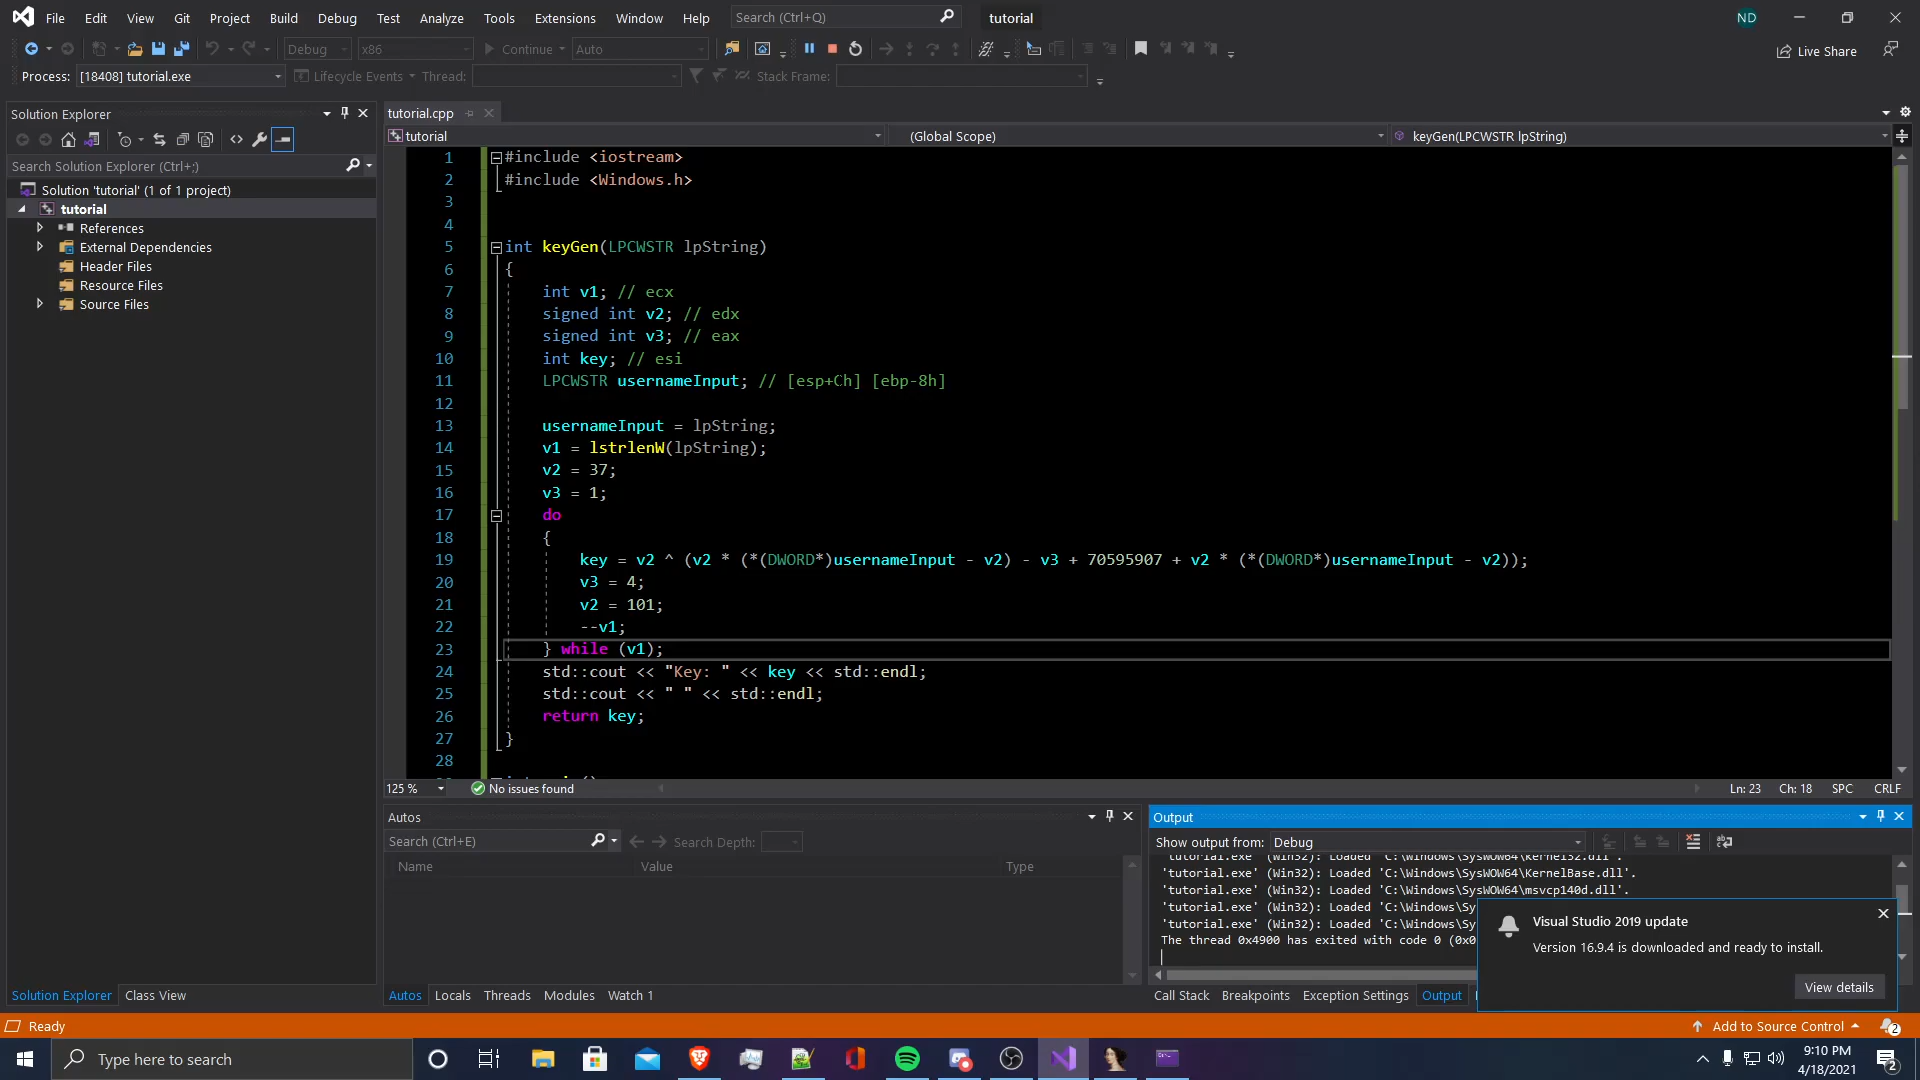 File Edit View Git Project Build Debug Test Analyze Tools Extensions Window Help Search (Ctrl+Q) tutorial ND
Debug x86 Continue Auto Live Share
Process: [18408] tutorial.exe Lifecycle Events Thread: Stack Frame:
Solution Explorer
Search Solution Explorer (Ctrl+;)
Solution 'tutorial' (1 of 1 project)
tutorial
References
External Dependencies
Header Files
Resource Files
Source Files
Solution Explorer Class View
tutorial.cpp
tutorial (Global Scope) keyGen(LPCWSTR lpString)
1 #include <iostream>
2 #include <Windows.h>
3
4
5 int keyGen(LPCWSTR lpString)
6 {
7 int v1; // ecx
8 signed int v2; // edx
9 signed int v3; // eax
10 int key; // esi
11 LPCWSTR usernameInput; // [esp+Ch] [ebp-8h]
12
13 usernameInput = lpString;
14 v1 = lstrlenW(lpString);
15 v2 = 37;
16 v3 = 1;
17 do
18 {
19 key = v2 ^ (v2 * (*(DWORD*)usernameInput - v2) - v3 + 70595907 + v2 * (*(DWORD*)usernameInput - v2));
20 v3 = 4;
21 v2 = 101;
22 --v1;
23 } while (v1);
24 std::cout << "Key: " << key << std::endl;
25 std::cout << " " << std::endl;
26 return key;
27 }
28
125 % No issues found Ln: 23 Ch: 18 SPC CRLF
Autos
Search (Ctrl+E) Search Depth:
Name Value Type
Autos Locals Threads Modules Watch 1
Output
Show output from: Debug
'tutorial.exe' (Win32): Loaded 'C:\Windows\SysWOW64\kernel32.dll'.
'tutorial.exe' (Win32): Loaded 'C:\Windows\SysWOW64\KernelBase.dll'.
'tutorial.exe' (Win32): Loaded 'C:\Windows\SysWOW64\msvcp140d.dll'.
'tutorial.exe' (Win32): Loaded 'C:\Windows\Sy
'tutorial.exe' (Win32): Loaded 'C:\Windows\Sy
The thread 0x4900 has exited with code 0 (0x0
Call Stack Breakpoints Exception Settings Output
Visual Studio 2019 update
Version 16.9.4 is downloaded and ready to install.
View details
Ready Add to Source Control 2
Type here to search
9:10 PM
4/18/2021
2